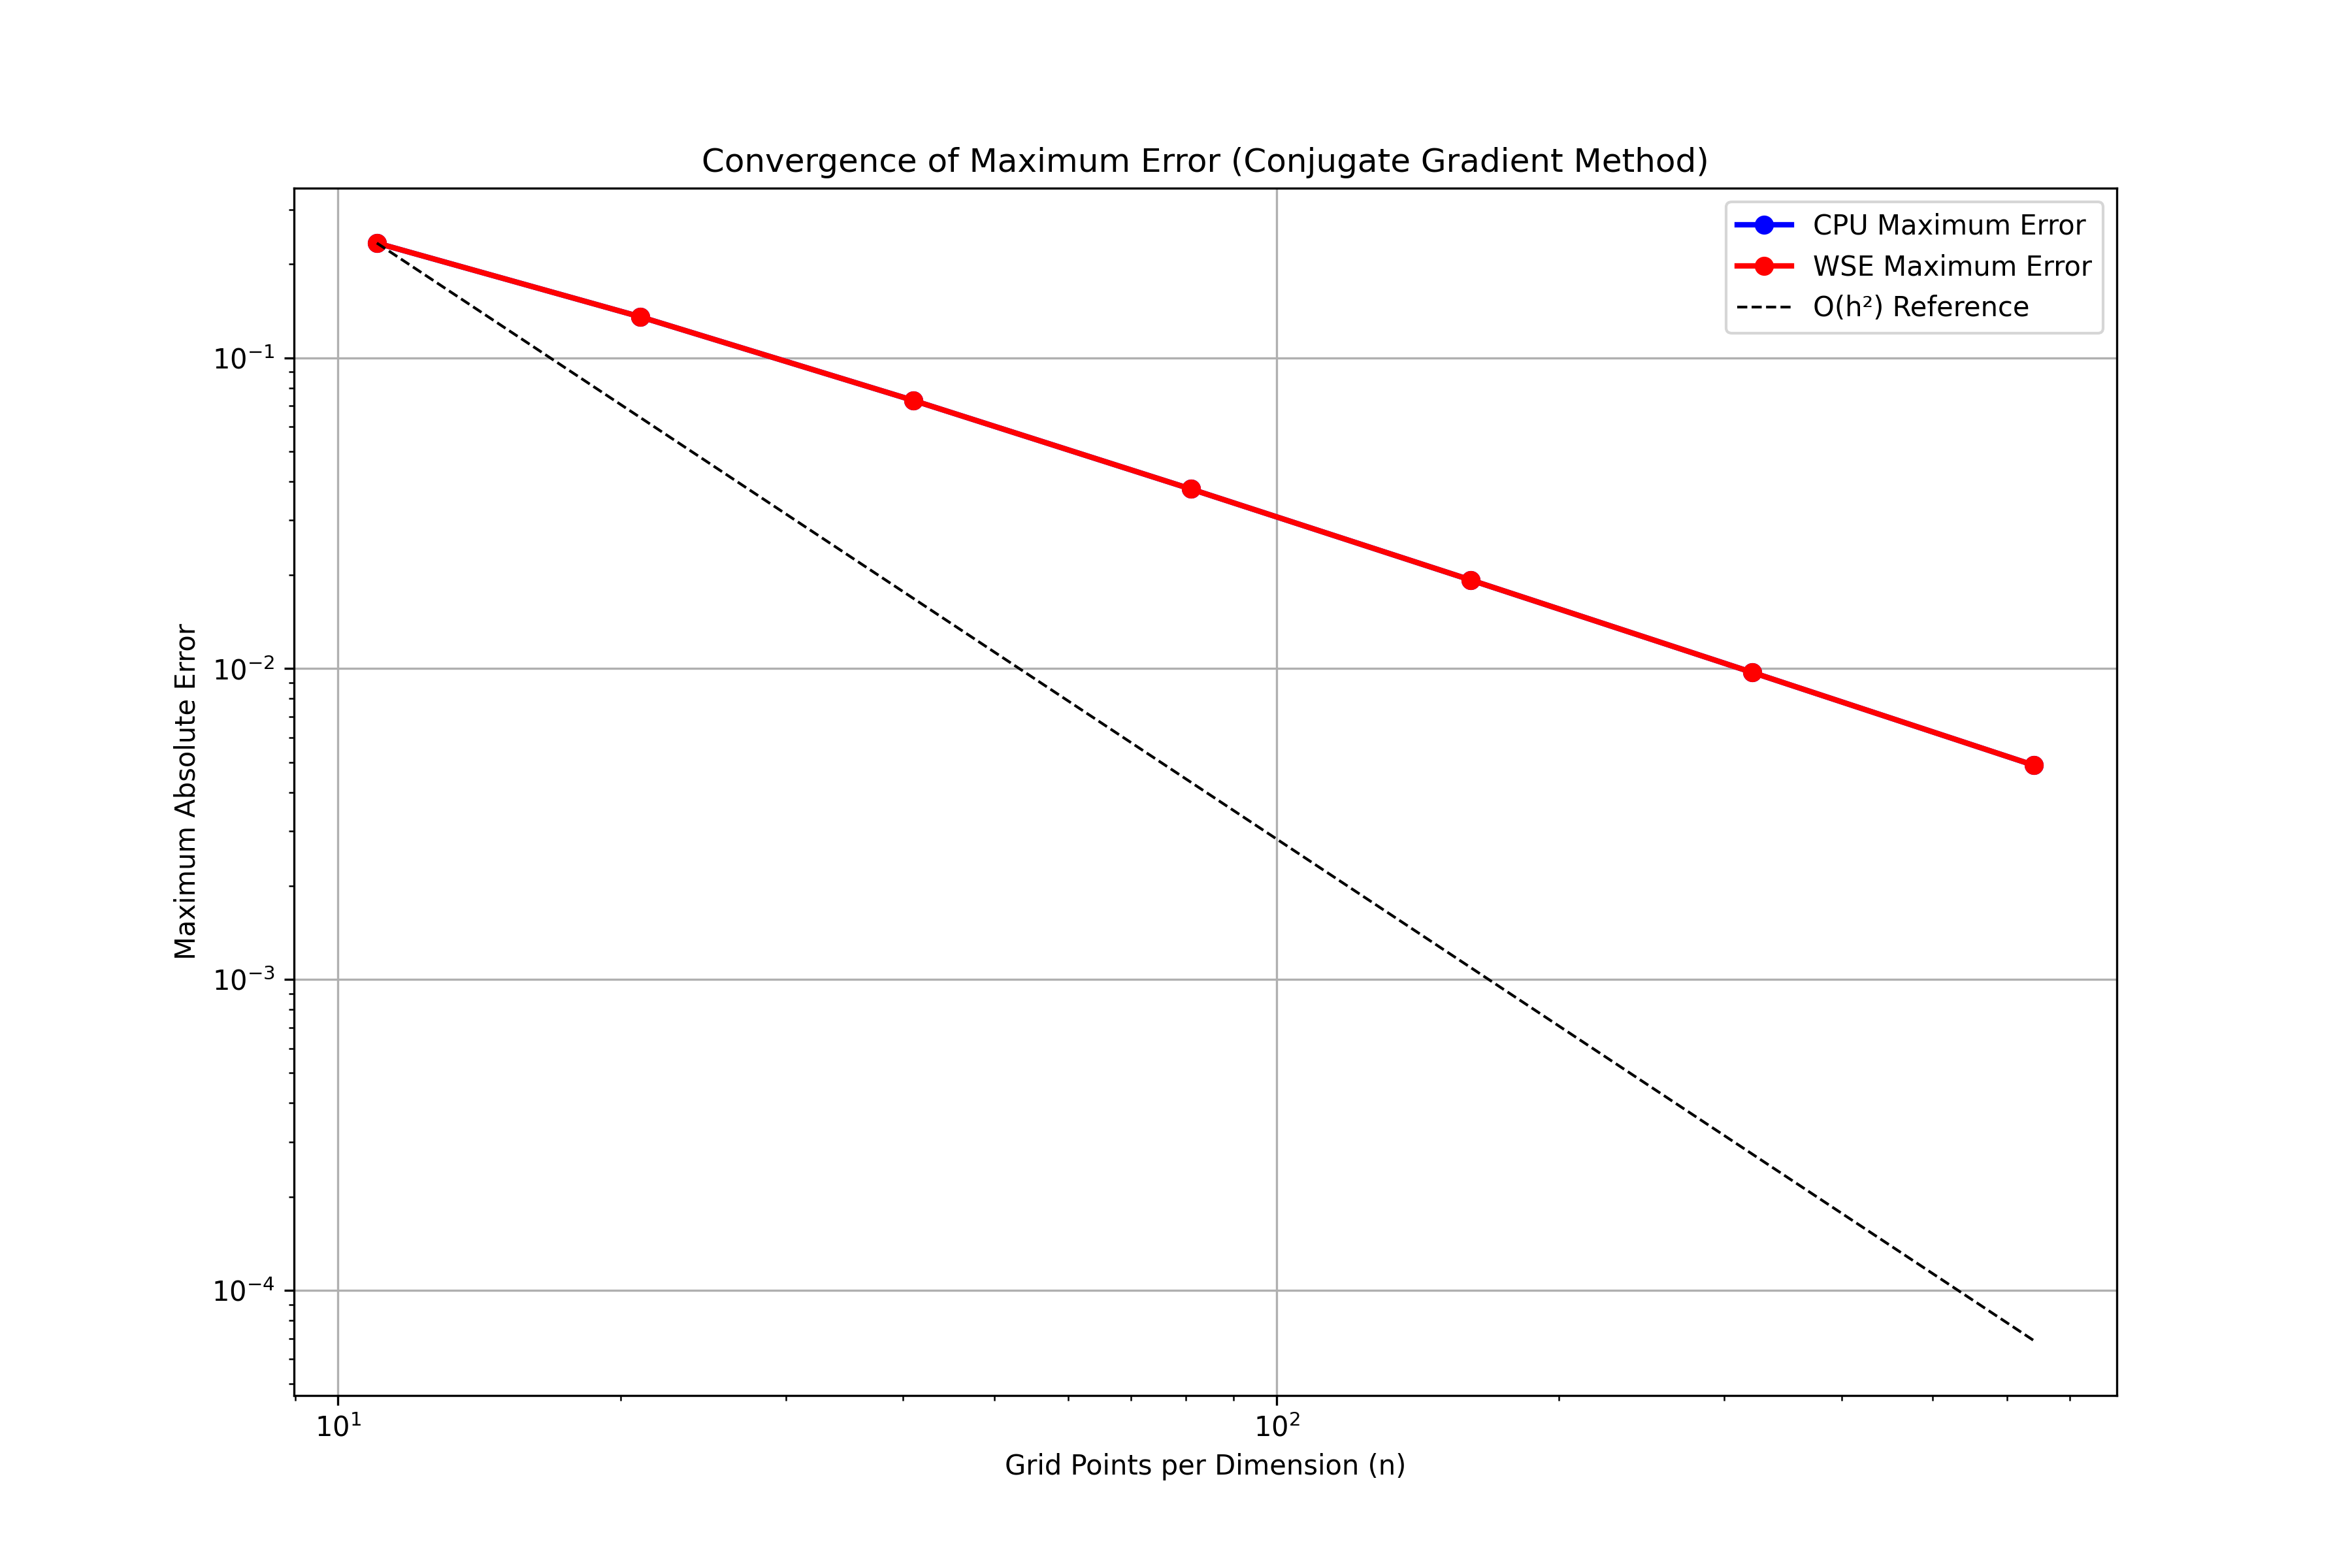 Convergence of Maximum Error (Conjugate Gradient Method)
CPU Maximum Error
WSE Maximum Error
O(h²) Reference
Maximum Absolute Error
10⁻¹
10⁻²
10⁻³
10⁻⁴
10¹
10²
Grid Points per Dimension (n)